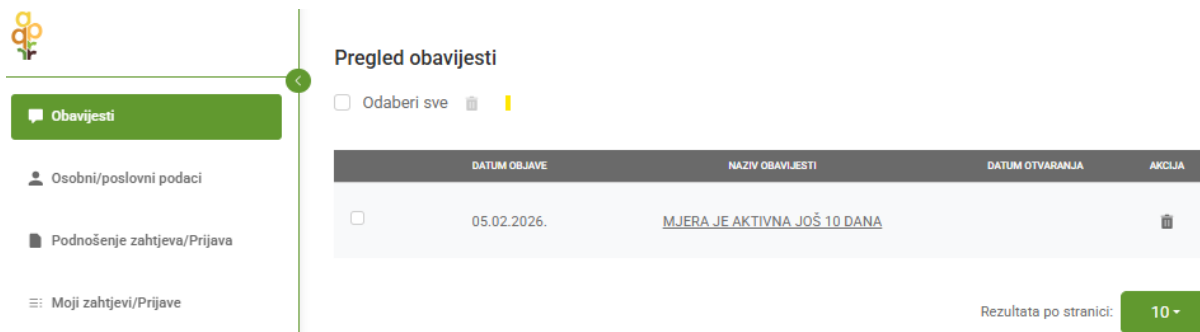 Pregled obavijesti
Odaberi sve
Obavijesti
Osobni/poslovni podaci
Podnošenje zahtjeva/Prijava
Moji zahtjevi/Prijave
DATUM OBJAVE NAZIV OBAVIJESTI DATUM OTVARANJA AKCIJA
05.02.2026. MJERA JE AKTIVNA JOŠ 10 DANA
Rezultata po stranici: 10